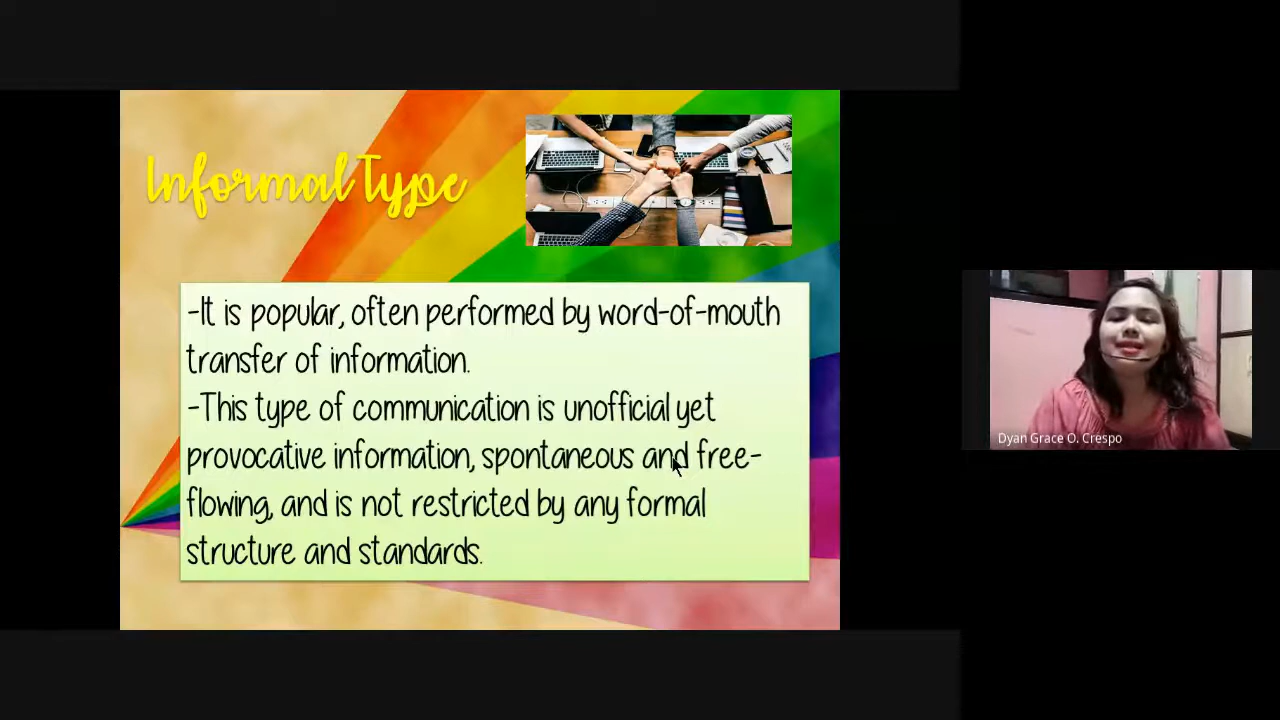 Informal Type
-It is popular, often performed by word-of-mouth
transfer of information.
-This type of communication is unofficial yet
provocative information, spontaneous and free-
flowing, and is not restricted by any formal
structure and standards.
Dyan Grace O. Crespo